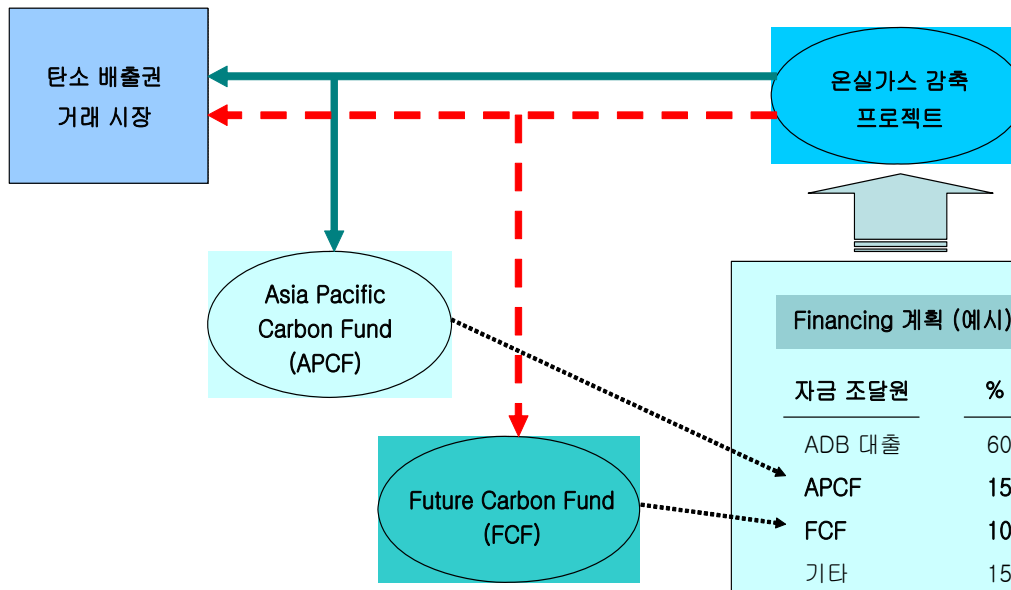 탄소 배출권
거래 시장
온실가스 감축
프로젝트
Asia Pacific
Carbon Fund
(APCF)
Future Carbon Fund
(FCF)
Financing 계획 (예시)
자금 조달원 %
ADB 대출 60
APCF 15
FCF 10
기타 15